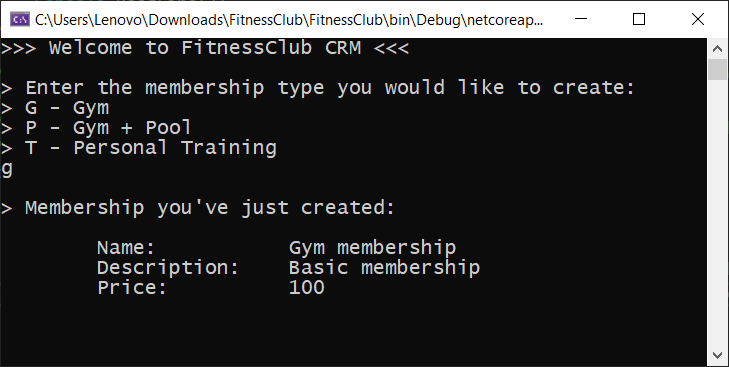 C:\Users\Lenovo\Downloads\FitnessClub\FitnessClub\bin\Debug\netcoreap...
>>> Welcome to FitnessClub CRM <<<
> Enter the membership type you would like to create:
> G - Gym
> P - Gym + Pool
> T - Personal Training
g
> Membership you've just created:
Name: Gym membership
Description: Basic membership
Price: 100